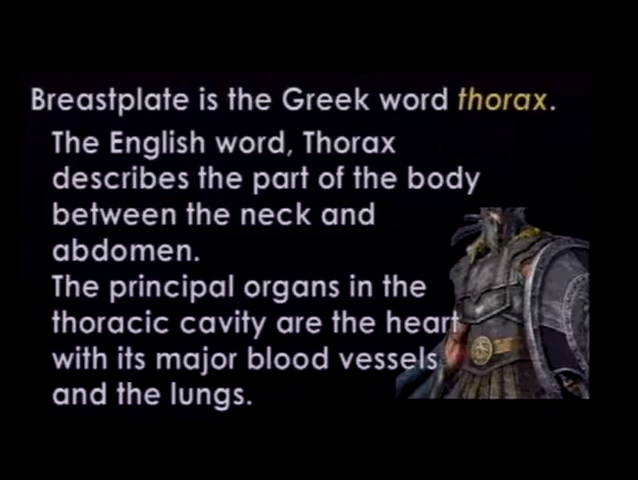 Breastplate is the Greek word thorax.
The English word, Thorax
describes the part of the body
between the neck and
abdomen.
The principal organs in the
thoracic cavity are the heart
with its major blood vessels
and the lungs.